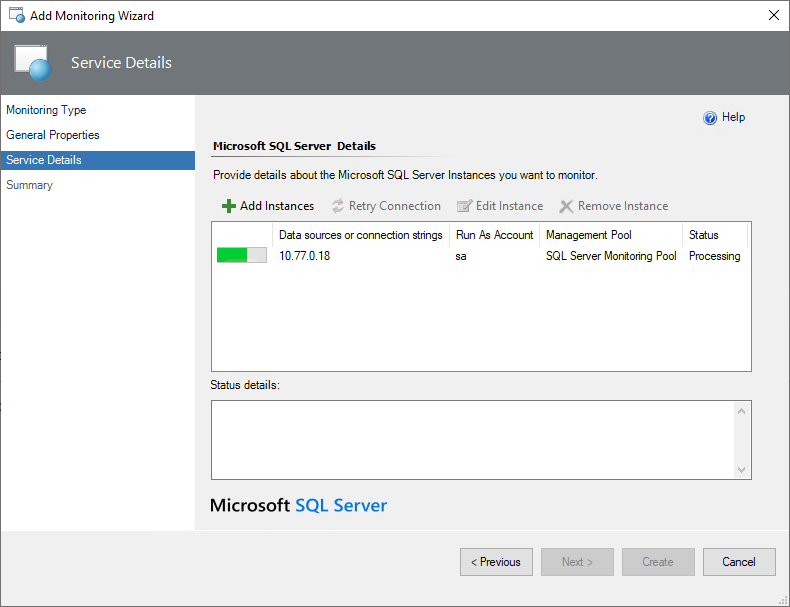 Add Monitoring Wizard
Service Details
Monitoring Type
General Properties
Service Details
Summary
Help
Microsoft SQL Server Details
Provide details about the Microsoft SQL Server Instances you want to monitor.
Add Instances Retry Connection Edit Instance Remove Instance
Data sources or connection strings Run As Account Management Pool Status
10.77.0.18 sa SQL Server Monitoring Pool Processing
Status details:
Microsoft SQL Server
< Previous Next > Create Cancel